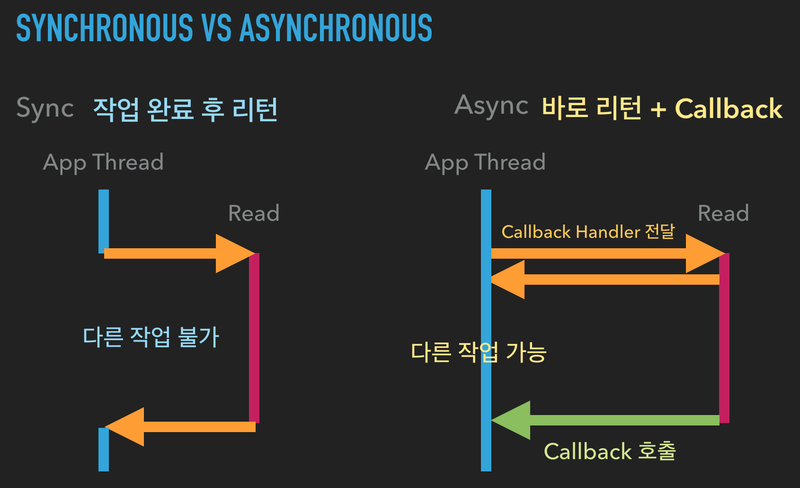 SYNCHRONOUS VS ASYNCHRONOUS
Sync 작업 완료 후 리턴
App Thread
Read
다른 작업 불가
Async 바로 리턴 + Callback
App Thread
Read
Callback Handler 전달
다른 작업 가능
Callback 호출